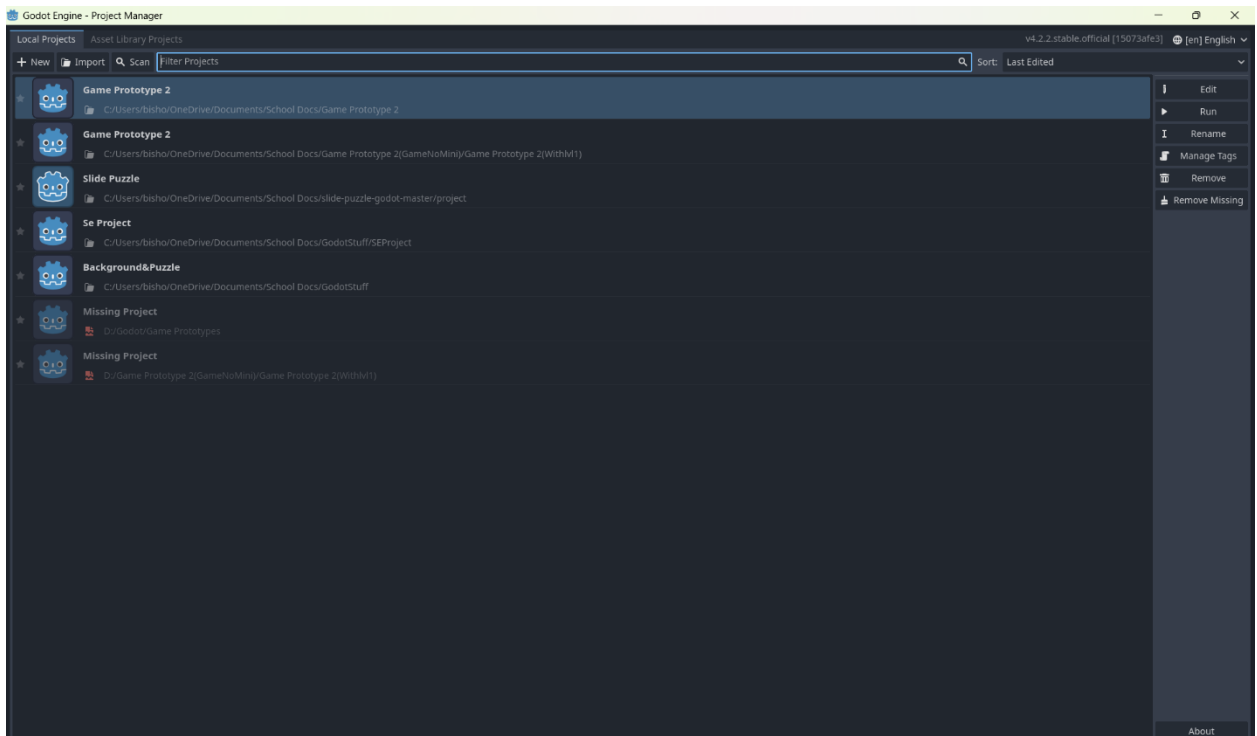 Godot Engine - Project Manager
Local Projects Asset Library Projects v4.2.2.stable.official [15073afe3] [en] English
+ New Import Scan Filter Projects Sort: Last Edited
Game Prototype 2
C:/Users/bisho/OneDrive/Documents/School Docs/Game Prototype 2
Game Prototype 2
C:/Users/bisho/OneDrive/Documents/School Docs/Game Prototype 2(GameNoMini)/Game Prototype 2(Withlvl1)
Slide Puzzle
C:/Users/bisho/OneDrive/Documents/School Docs/slide-puzzle-godot-master/project
Se Project
C:/Users/bisho/OneDrive/Documents/School Docs/GodotStuff/SEProject
Background&Puzzle
C:/Users/bisho/OneDrive/Documents/School Docs/GodotStuff
Missing Project
D:/Godot/Game Prototypes
Missing Project
D:/Game Prototype 2(GameNoMini)/Game Prototype 2(Withlvl1)
Edit
Run
Rename
Manage Tags
Remove
Remove Missing
About